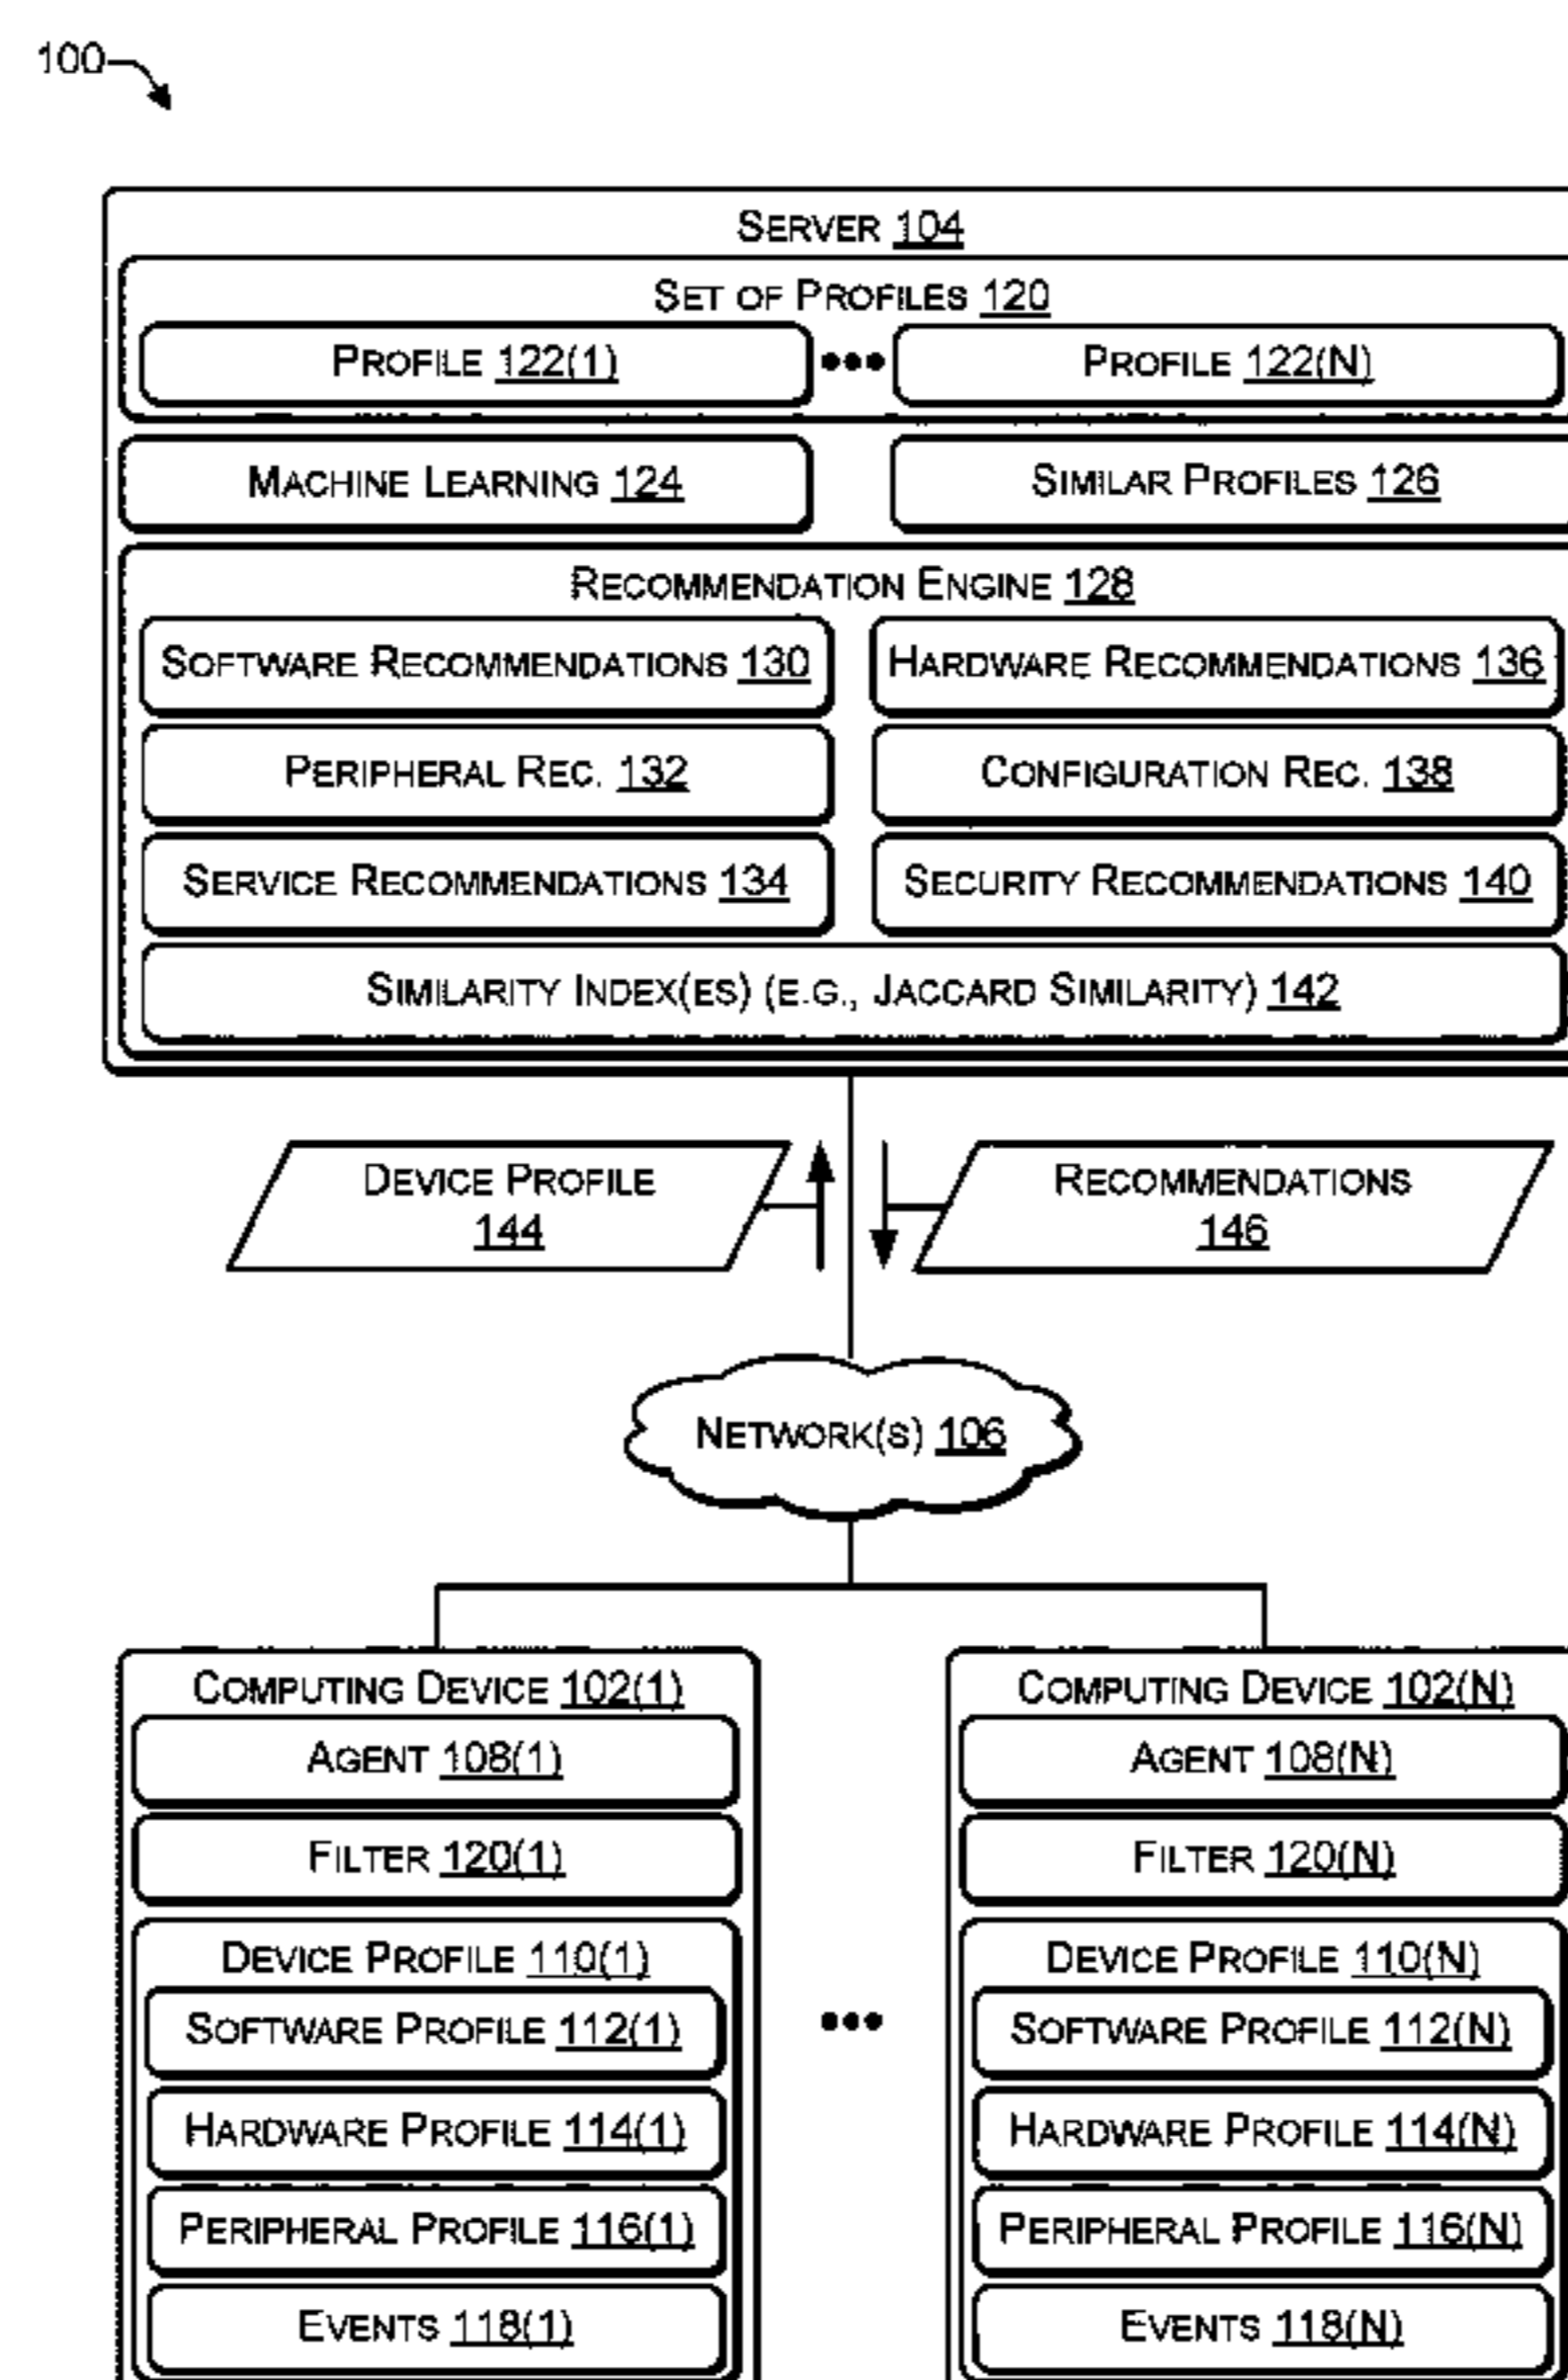 100
SERVER 104
SET OF PROFILES 120
PROFILE 122(1) ••• PROFILE 122(N)
MACHINE LEARNING 124 SIMILAR PROFILES 126
RECOMMENDATION ENGINE 128
SOFTWARE RECOMMENDATIONS 130 HARDWARE RECOMMENDATIONS 136
PERIPHERAL REC. 132 CONFIGURATION REC. 138
SERVICE RECOMMENDATIONS 134 SECURITY RECOMMENDATIONS 140
SIMILARITY INDEX(ES) (E.G., JACCARD SIMILARITY) 142
DEVICE PROFILE
144
RECOMMENDATIONS
146
NETWORK(S) 106
COMPUTING DEVICE 102(1)
AGENT 108(1)
FILTER 120(1)
DEVICE PROFILE 110(1)
SOFTWARE PROFILE 112(1)
HARDWARE PROFILE 114(1)
PERIPHERAL PROFILE 116(1)
EVENTS 118(1)
•••
COMPUTING DEVICE 102(N)
AGENT 108(N)
FILTER 120(N)
DEVICE PROFILE 110(N)
SOFTWARE PROFILE 112(N)
HARDWARE PROFILE 114(N)
PERIPHERAL PROFILE 116(N)
EVENTS 118(N)